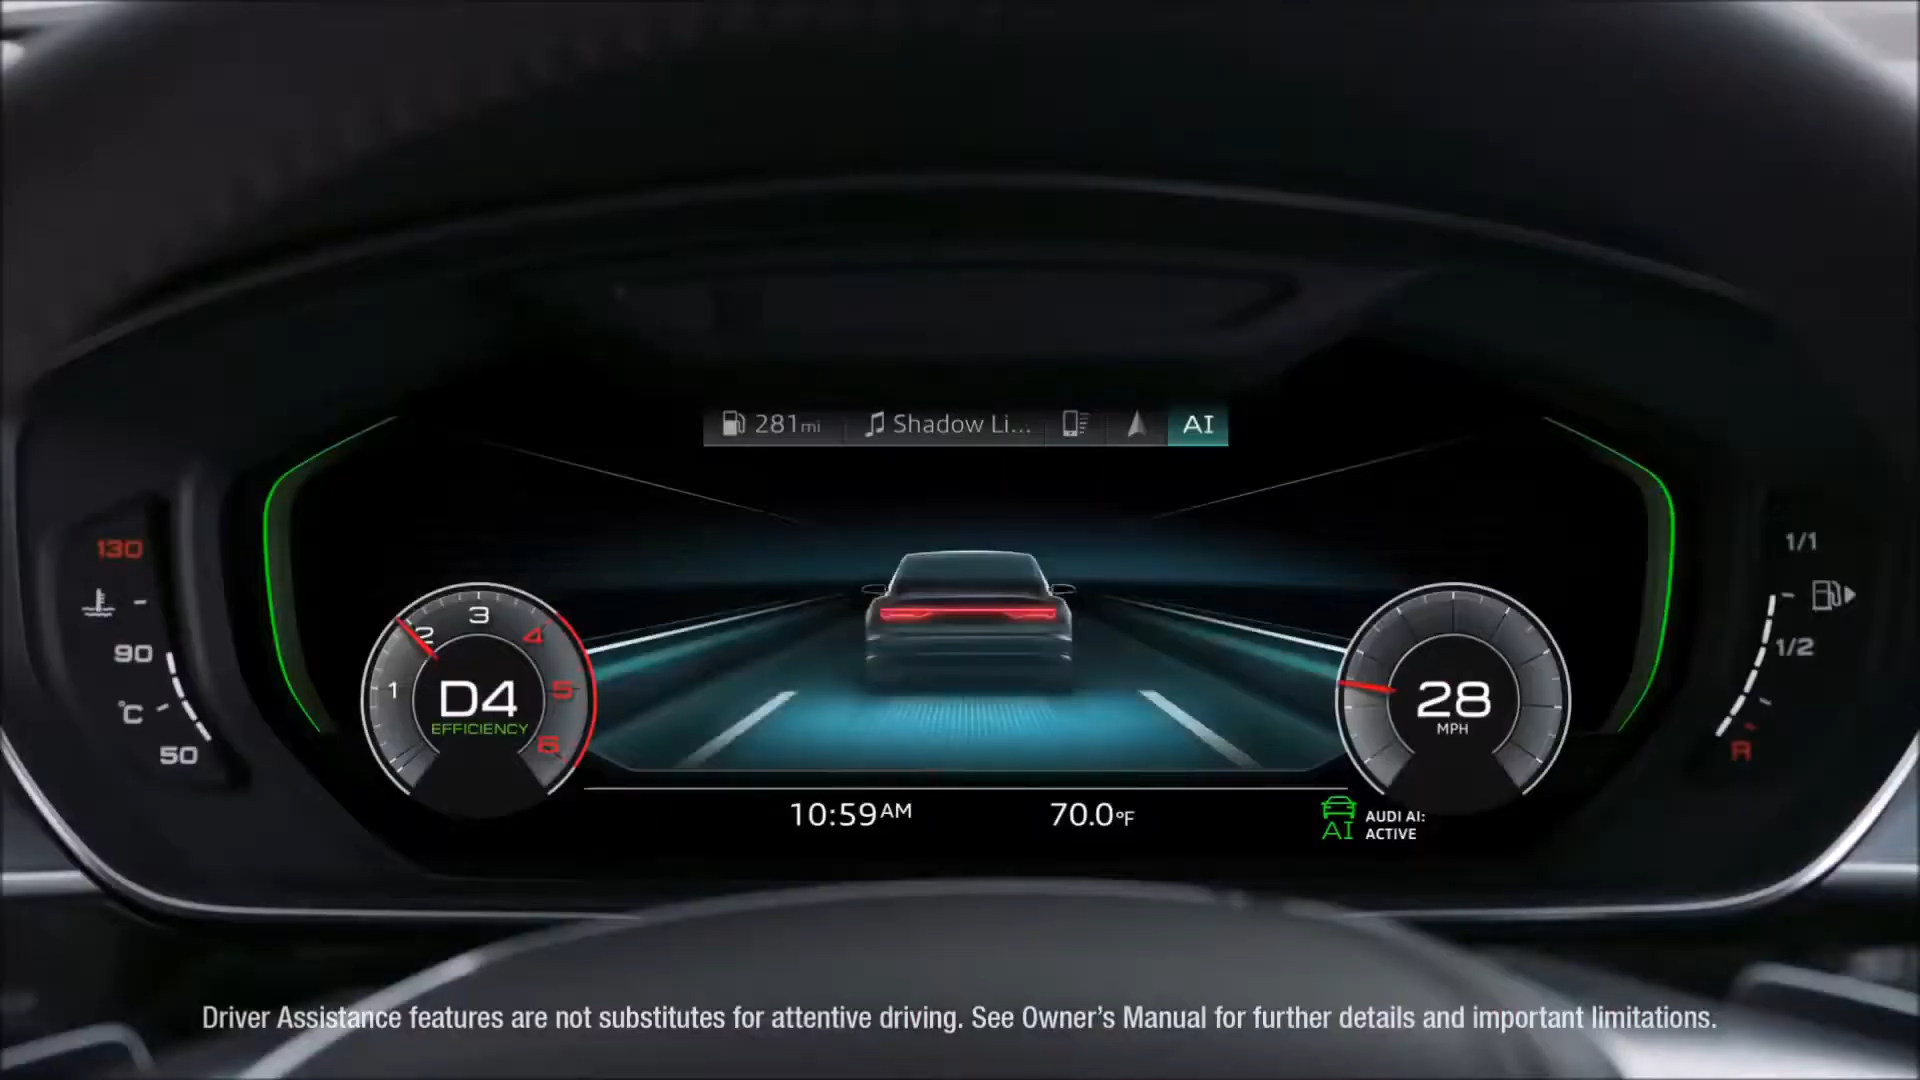 281mi
Shadow Li...
AI
130
90
°C
50
1
2
3
4
5
6
D4
EFFICIENCY
28
MPH
1/1
1/2
R
10:59AM
70.0°F
AI
AUDI AI:
ACTIVE
Driver Assistance features are not substitutes for attentive driving. See Owner's Manual for further details and important limitations.